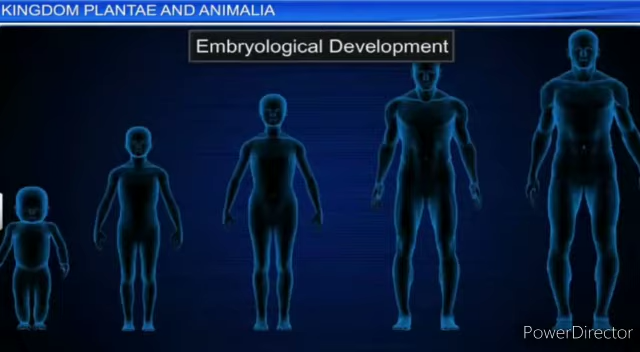 KINGDOM PLANTAE AND ANIMALIA
Embryological Development
PowerDirector